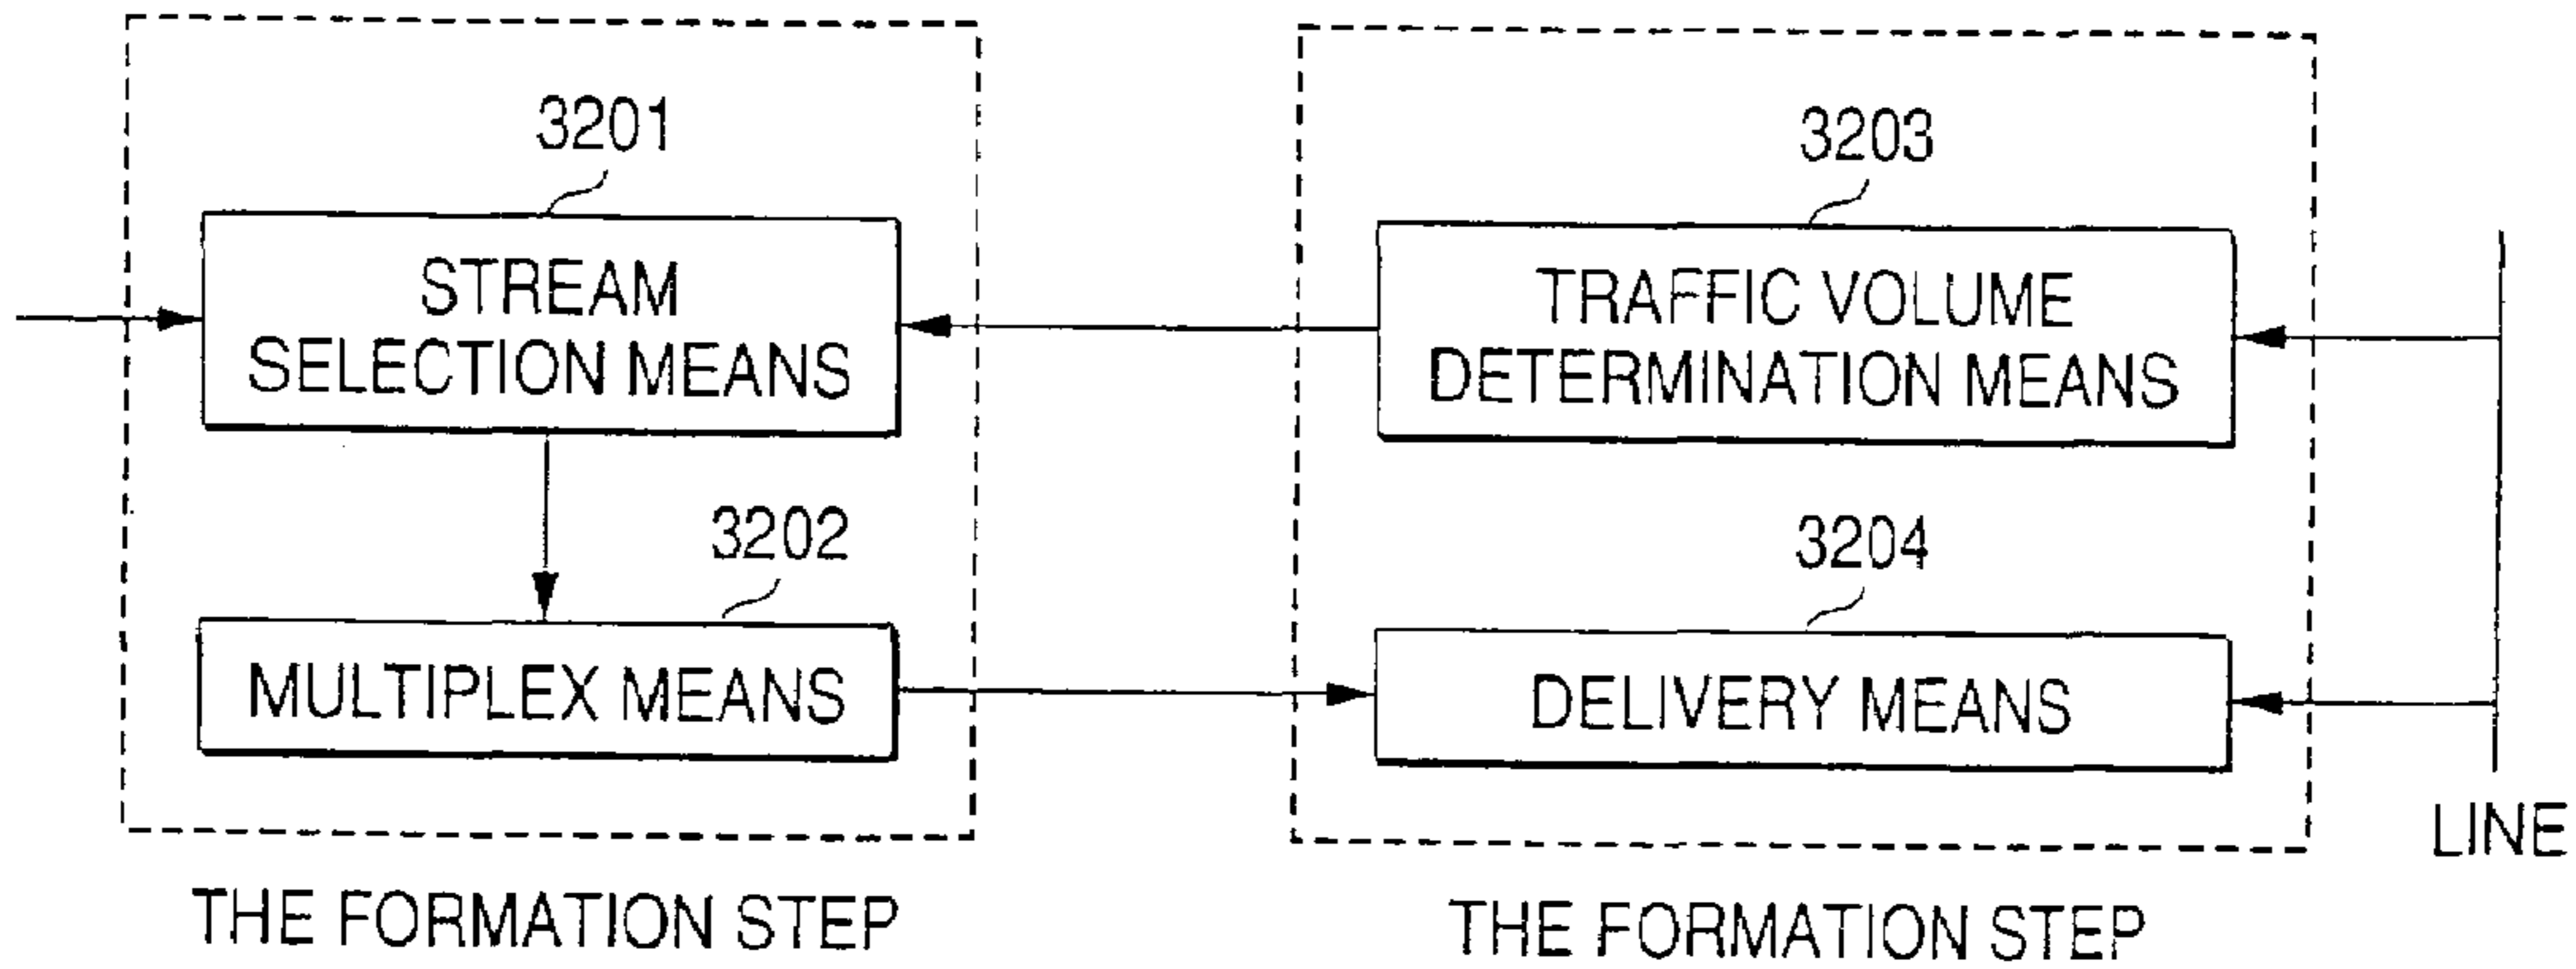 3201
STREAM
SELECTION MEANS
3202
MULTIPLEX MEANS
THE FORMATION STEP
3203
TRAFFIC VOLUME
DETERMINATION MEANS
3204
DELIVERY MEANS
THE FORMATION STEP
LINE